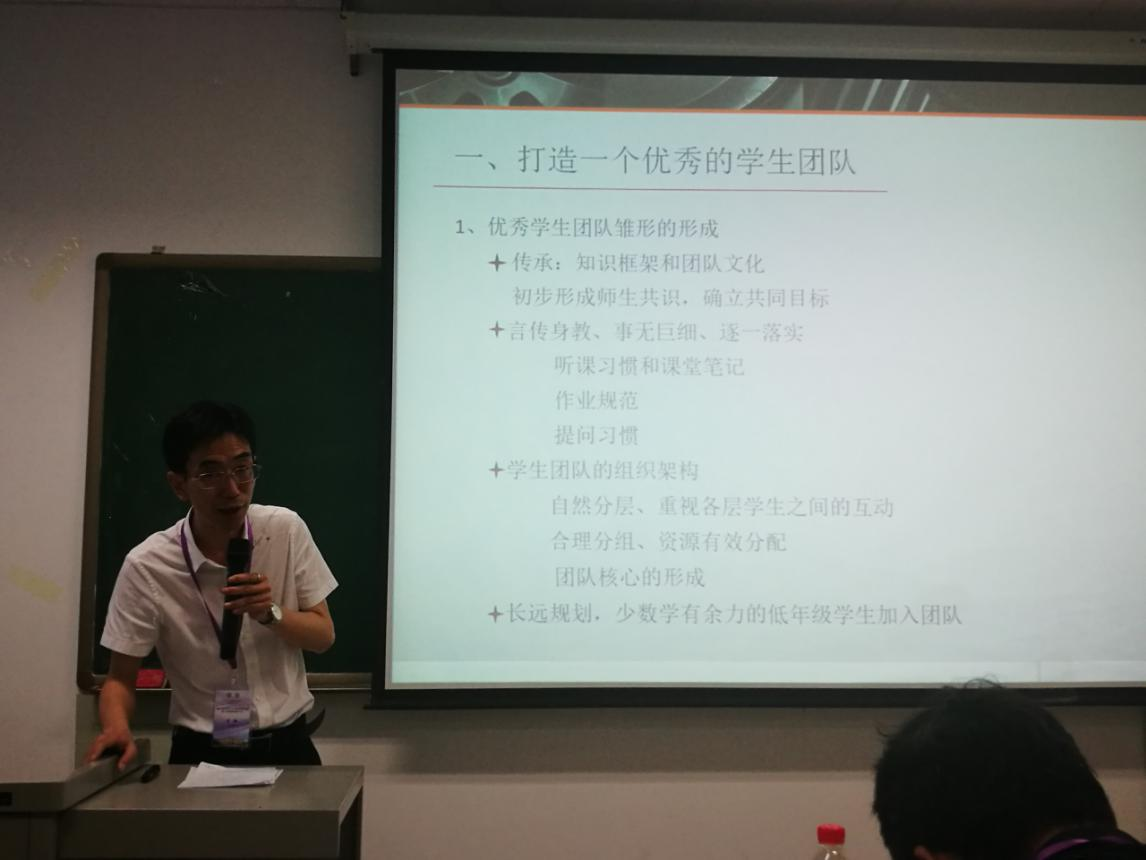 一、打造一个优秀的学生团队
1、优秀学生团队雏形的形成
传承：知识框架和团队文化
初步形成师生共识，确立共同目标
言传身教、事无巨细、逐一落实
听课习惯和课堂笔记
作业规范
提问习惯
学生团队的组织架构
自然分层、重视各层学生之间的互动
合理分组、资源有效分配
团队核心的形成
长远规划，少数学有余力的低年级学生加入团队